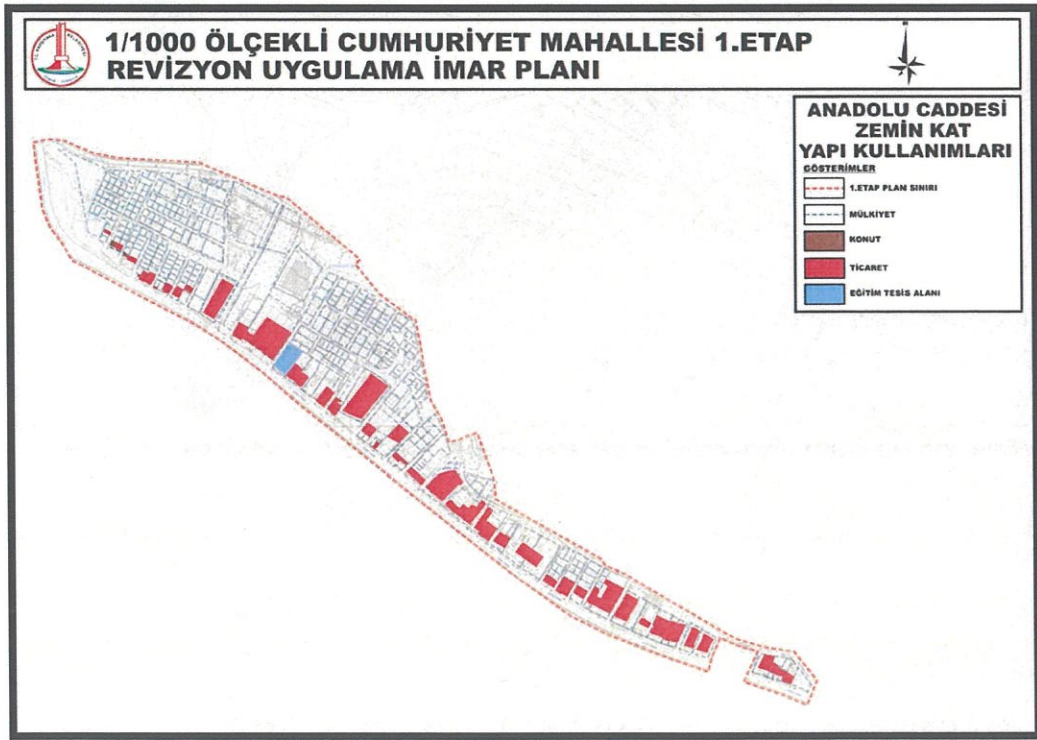 1/1000 ÖLÇEKLİ CUMHURİYET MAHALLESİ 1.ETAP
REVİZYON UYGULAMA İMAR PLANI
ANADOLU CADDESİ
ZEMİN KAT
YAPI KULLANIMLARI
GÖSTERİMLER
1.ETAP PLAN SINIRI
MÜLKİYET
KONUT
TİCARET
EĞİTİM TESİS ALANI